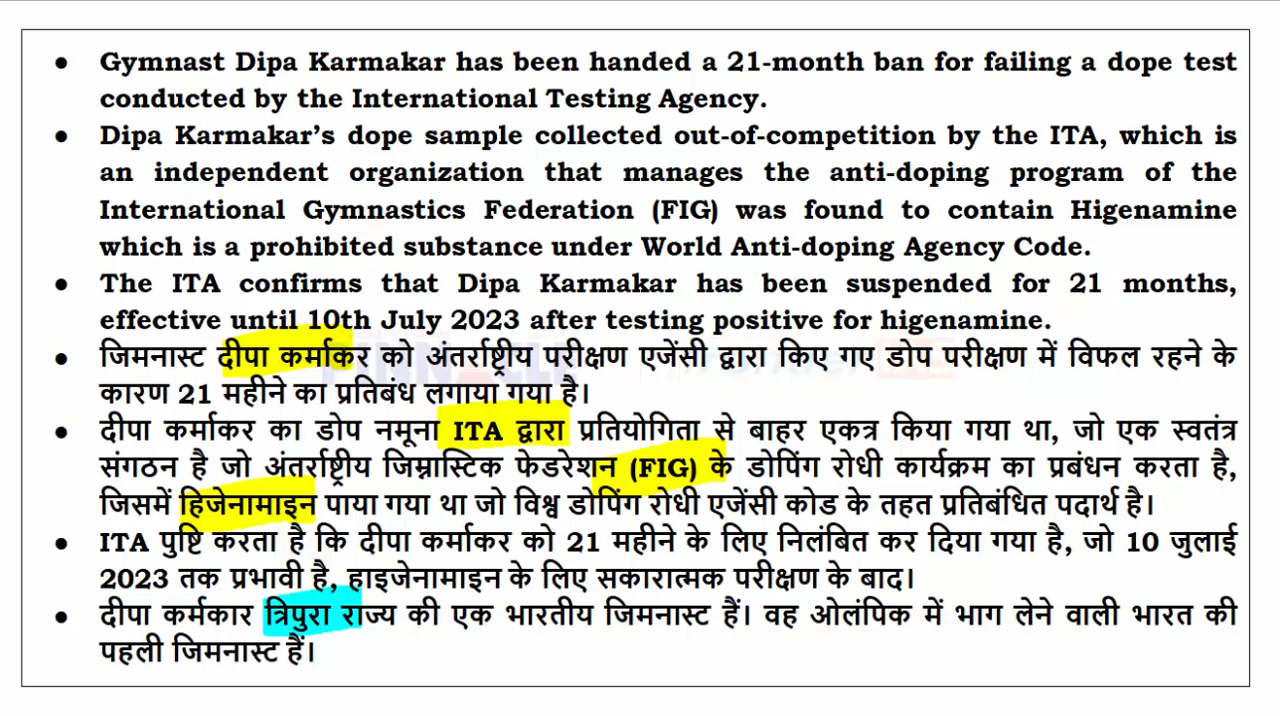 • Gymnast Dipa Karmakar has been handed a 21-month ban for failing a dope test
conducted by the International Testing Agency.
• Dipa Karmakar’s dope sample collected out-of-competition by the ITA, which is
an independent organization that manages the anti-doping program of the
International Gymnastics Federation (FIG) was found to contain Higenamine
which is a prohibited substance under World Anti-doping Agency Code.
• The ITA confirms that Dipa Karmakar has been suspended for 21 months,
effective until 10th July 2023 after testing positive for higenamine.
• जिमनास्ट दीपा कर्माकर को अंतर्राष्ट्रीय परीक्षण एजेंसी द्वारा किए गए डोप परीक्षण में विफल रहने के
कारण 21 महीने का प्रतिबंध लगाया गया है।
• दीपा कर्माकर का डोप नमूना ITA द्वारा प्रतियोगिता से बाहर एकत्र किया गया था, जो एक स्वतंत्र
संगठन है जो अंतर्राष्ट्रीय जिम्नास्टिक फेडरेशन (FIG) के डोपिंग रोधी कार्यक्रम का प्रबंधन करता है,
जिसमें हिजेनामाइन पाया गया था जो विश्व डोपिंग रोधी एजेंसी कोड के तहत प्रतिबंधित पदार्थ है।
• ITA पुष्टि करता है कि दीपा कर्माकर को 21 महीने के लिए निलंबित कर दिया गया है, जो 10 जुलाई
2023 तक प्रभावी है, हाइजेनामाइन के लिए सकारात्मक परीक्षण के बाद।
• दीपा कर्मकार त्रिपुरा राज्य की एक भारतीय जिमनास्ट हैं। वह ओलंपिक में भाग लेने वाली भारत की
पहली जिमनास्ट हैं।